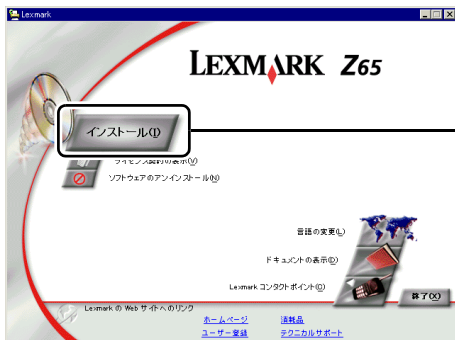 Lexmark
LEXMARK Z65
インストール(I)
ライセンス契約の表示(V)
ソフトウェアのアンインストール(N)
言語の変更(L)
ドキュメントの表示(D)
Lexmark コンタクトポイント(O)
終了(X)
Lexmark の Web サイトへのリンク
ホームページ 消耗品
ユーザー登録 テクニカルサポート